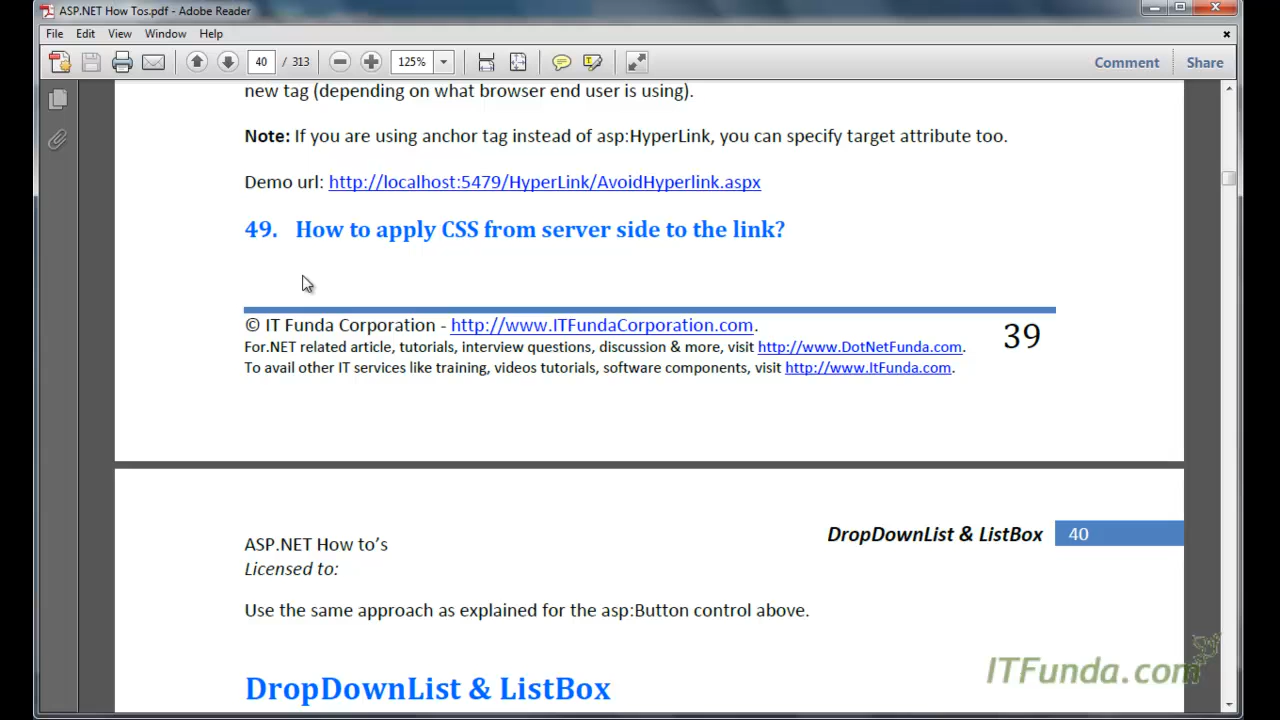 ASP.NET How Tos.pdf - Adobe Reader
File Edit View Window Help
40 / 313 125% Comment Share
new tag (depending on what browser end user is using).
Note: If you are using anchor tag instead of asp:HyperLink, you can specify target attribute too.
Demo url: http://localhost:5479/HyperLink/AvoidHyperlink.aspx
49. How to apply CSS from server side to the link?
© IT Funda Corporation - http://www.ITFundaCorporation.com.
39
For.NET related article, tutorials, interview questions, discussion & more, visit http://www.DotNetFunda.com.
To avail other IT services like training, videos tutorials, software components, visit http://www.ItFunda.com.
DropDownList & ListBox 40
ASP.NET How to’s
Licensed to:
Use the same approach as explained for the asp:Button control above.
DropDownList & ListBox
ITFunda.com